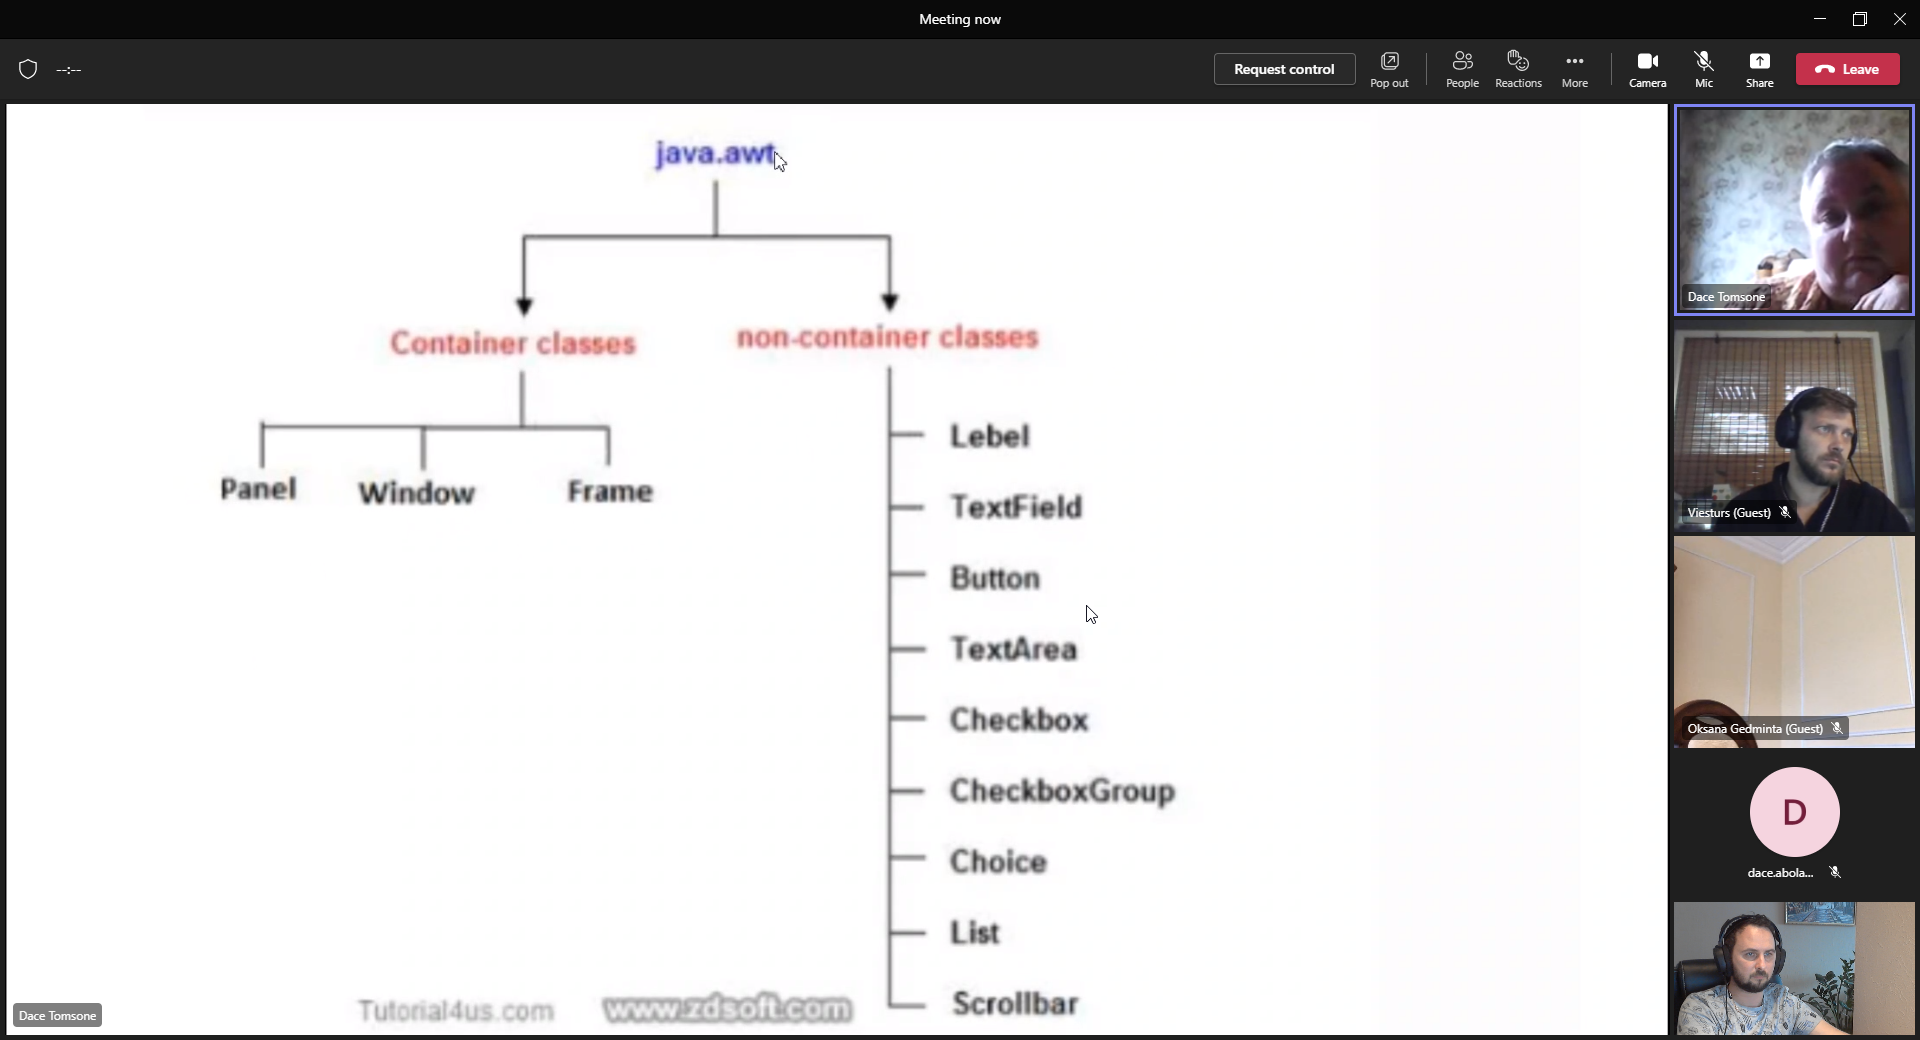 Meeting now
--:--
Request control
Pop out
People
Reactions
More
Camera
Mic
Share
Leave
java.awt
Container classes
non-container classes
Panel
Window
Frame
Lebel
TextField
Button
TextArea
Checkbox
CheckboxGroup
Choice
List
Scrollbar
Tutorial4us.com
www.zdsoft.com
Dace Tomsone
Dace Tomsone
Viesturs (Guest)
Oksana Gedminta (Guest)
D
dace.abola...